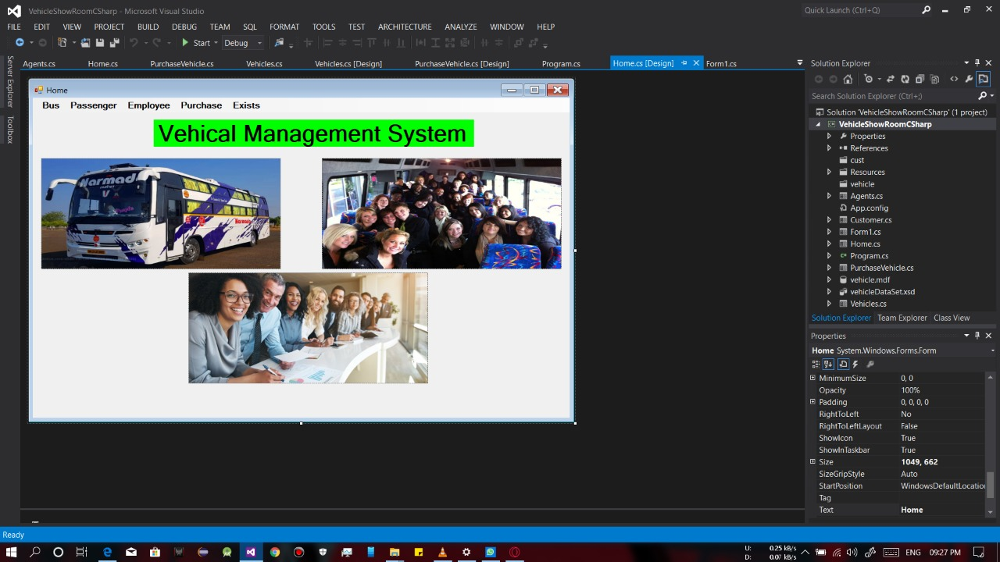 VehicleShowRoomCSharp - Microsoft Visual Studio
Quick Launch (Ctrl+Q)
FILE EDIT VIEW PROJECT BUILD DEBUG TEAM SQL FORMAT TOOLS TEST ARCHITECTURE ANALYZE WINDOW HELP
Start Debug
Server Explorer
Toolbox
Agents.cs Home.cs PurchaseVehicle.cs Vehicles.cs Vehicles.cs [Design] PurchaseVehicle.cs [Design] Program.cs Home.cs [Design] Form1.cs
Home
Bus Passenger Employee Purchase Exists
Vehical Management System
Narmad
Solution Explorer
Search Solution Explorer (Ctrl+;)
Solution 'VehicleShowRoomCSharp' (1 project)
VehicleShowRoomCSharp
Properties
References
cust
Resources
vehicle
Agents.cs
App.config
Customer.cs
Form1.cs
Home.cs
Program.cs
PurchaseVehicle.cs
vehicle.mdf
vehicleDataSet.xsd
Vehicles.cs
Solution Explorer Team Explorer Class View
Properties
Home System.Windows.Forms.Form
MinimumSize 0, 0
Opacity 100%
Padding 0, 0, 0, 0
RightToLeft No
RightToLeftLayout False
ShowIcon True
ShowInTaskbar True
Size 1049, 662
SizeGripStyle Auto
StartPosition WindowsDefaultLocation
Tag
Text Home
Ready
U: 0.25 kB/s
D: 0.07 kB/s
ENG 09:27 PM